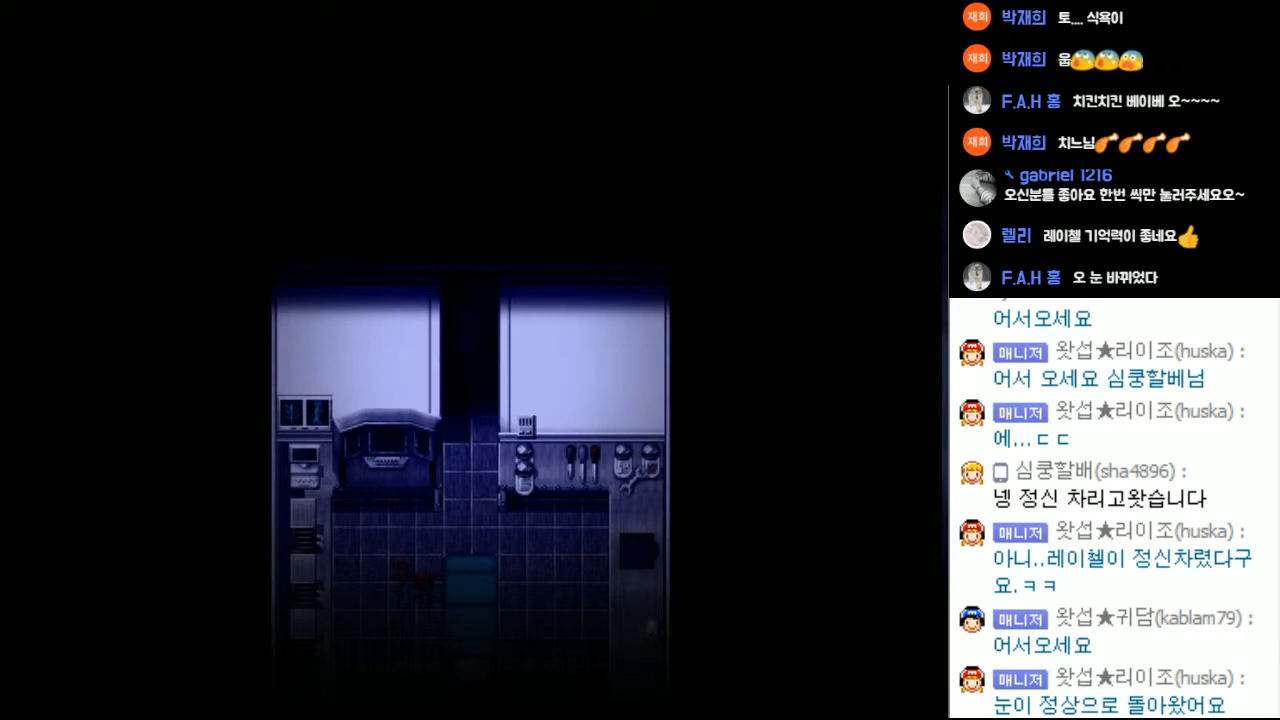 재희 박재희 토.... 식욕이
재희 박재희 웁
F.A.H 홍 치킨치킨 베이베 오~~~~
재희 박재희 치느님
gabriel 1216
오신분들 좋아요 한번 씩만 눌러주세요오~
렐리 레이첼 기억력이 좋네요
F.A.H 홍 오 눈 바뀌었다
어서오세요
매니저 왓섭★리이조(huska) :
어서 오세요 심쿵할베님
매니저 왓섭★리이조(huska) :
에...ㄷㄷ
심쿵할배(sha4896) :
넹 정신 차리고왓습니다
매니저 왓섭★리이조(huska) :
아니..레이첼이 정신차렸다구
요.ㅋㅋ
매니저 왓섭★귀담(kablam79) :
어서오세요
매니저 왓섭★리이조(huska) :
눈이 정상으로 돌아왔어요